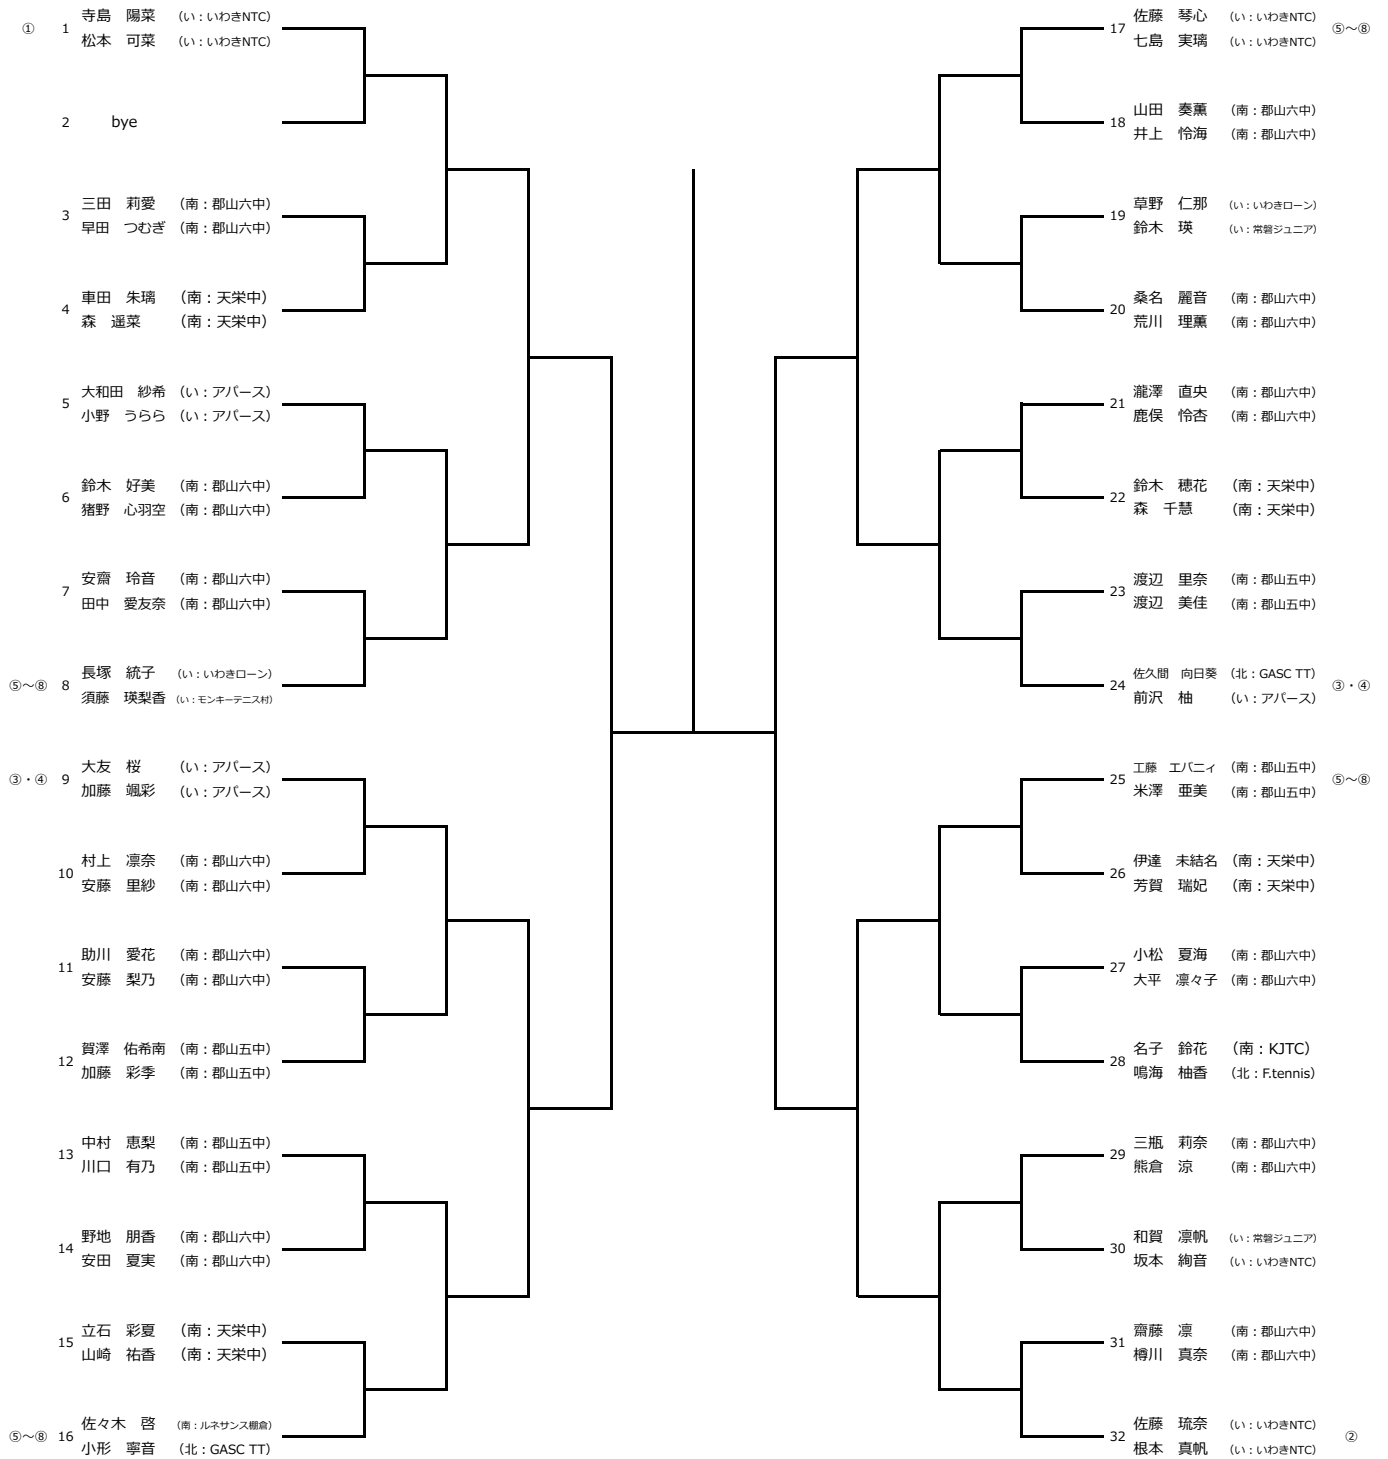 ① 1 寺島　陽菜 （い：いわきNTC）
松本　可菜 （い：いわきNTC）
2 bye
3 三田　莉愛 （南：郡山六中）
早田　つむぎ （南：郡山六中）
4 車田　朱璃 （南：天栄中）
森　遥菜 （南：天栄中）
5 大和田　紗希 （い：アパース）
小野　うらら （い：アパース）
6 鈴木　好美 （南：郡山六中）
猪野　心羽空 （南：郡山六中）
7 安齋　玲音 （南：郡山六中）
田中　愛友奈 （南：郡山六中）
⑤～⑧ 8 長塚　統子 （い：いわきローン）
須藤　瑛梨香 （い：モンキーテニス村）
③・④ 9 大友　桜 （い：アパース）
加藤　颯彩 （い：アパース）
10 村上　凛奈 （南：郡山六中）
安藤　里紗 （南：郡山六中）
11 助川　愛花 （南：郡山六中）
安藤　梨乃 （南：郡山六中）
12 賀澤　佑希南 （南：郡山五中）
加藤　彩季 （南：郡山五中）
13 中村　恵梨 （南：郡山五中）
川口　有乃 （南：郡山五中）
14 野地　朋香 （南：郡山六中）
安田　夏実 （南：郡山六中）
15 立石　彩夏 （南：天栄中）
山崎　祐香 （南：天栄中）
⑤～⑧ 16 佐々木　啓 （南：ルネサンス棚倉）
小形　寧音 （北：GASC TT）
17 佐藤　琴心 （い：いわきNTC） ⑤～⑧
七島　実璃 （い：いわきNTC）
18 山田　奏薫 （南：郡山六中）
井上　怜海 （南：郡山六中）
19 草野　仁那 （い：いわきローン）
鈴木　瑛 （い：常磐ジュニア）
20 桑名　麗音 （南：郡山六中）
荒川　理薫 （南：郡山六中）
21 瀧澤　直央 （南：郡山六中）
鹿俣　怜杏 （南：郡山六中）
22 鈴木　穂花 （南：天栄中）
森　千慧 （南：天栄中）
23 渡辺　里奈 （南：郡山五中）
渡辺　美佳 （南：郡山五中）
24 佐久間　向日葵 （北：GASC TT） ③・④
前沢　柚 （い：アパース）
25 工藤　エバニィ （南：郡山五中） ⑤～⑧
米澤　亜美 （南：郡山五中）
26 伊達　未結名 （南：天栄中）
芳賀　瑞妃 （南：天栄中）
27 小松　夏海 （南：郡山六中）
大平　凛々子 （南：郡山六中）
28 名子　鈴花 （南：KJTC）
鳴海　柚香 （北：F.tennis）
29 三瓶　莉奈 （南：郡山六中）
熊倉　涼 （南：郡山六中）
30 和賀　凛帆 （い：常磐ジュニア）
坂本　絢音 （い：いわきNTC）
31 齋藤　凛 （南：郡山六中）
樽川　真奈 （南：郡山六中）
32 佐藤　琉奈 （い：いわきNTC） ②
根本　真帆 （い：いわきNTC）